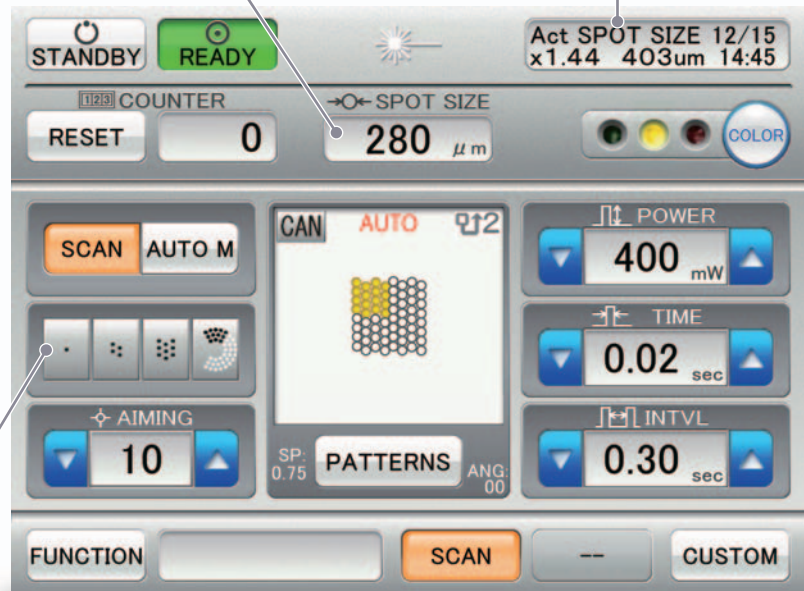 STANDBY READY Act SPOT SIZE 12/15
x1.44 403um 14:45
123 COUNTER SPOT SIZE
RESET 0 280 μm COLOR
SCAN AUTO M
CAN AUTO 2
POWER
400 mW
TIME
0.02 sec
AIMING
10
SP:
0.75
PATTERNS
ANG:
00
INTVL
0.30 sec
FUNCTION SCAN -- CUSTOM